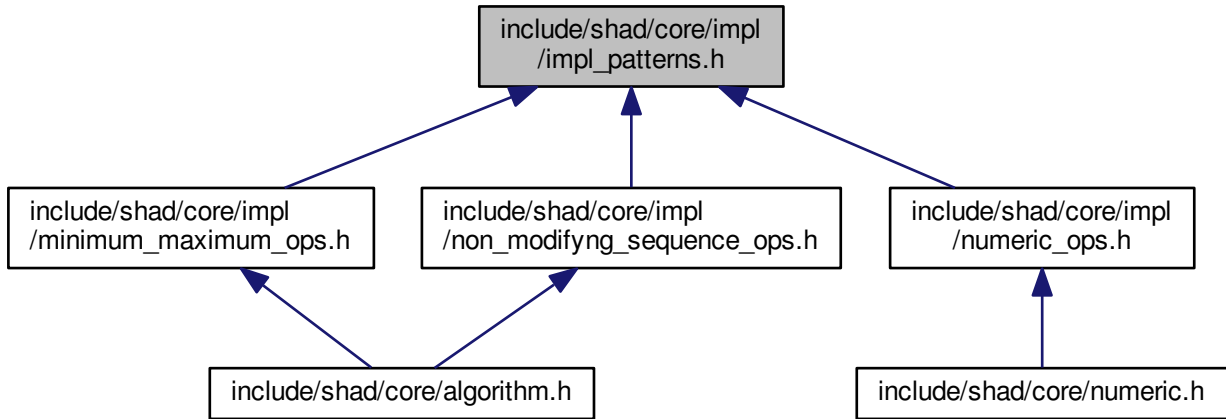 include/shad/core/impl
/impl_patterns.h
include/shad/core/impl
/minimum_maximum_ops.h
include/shad/core/impl
/non_modifyng_sequence_ops.h
include/shad/core/impl
/numeric_ops.h
include/shad/core/algorithm.h
include/shad/core/numeric.h